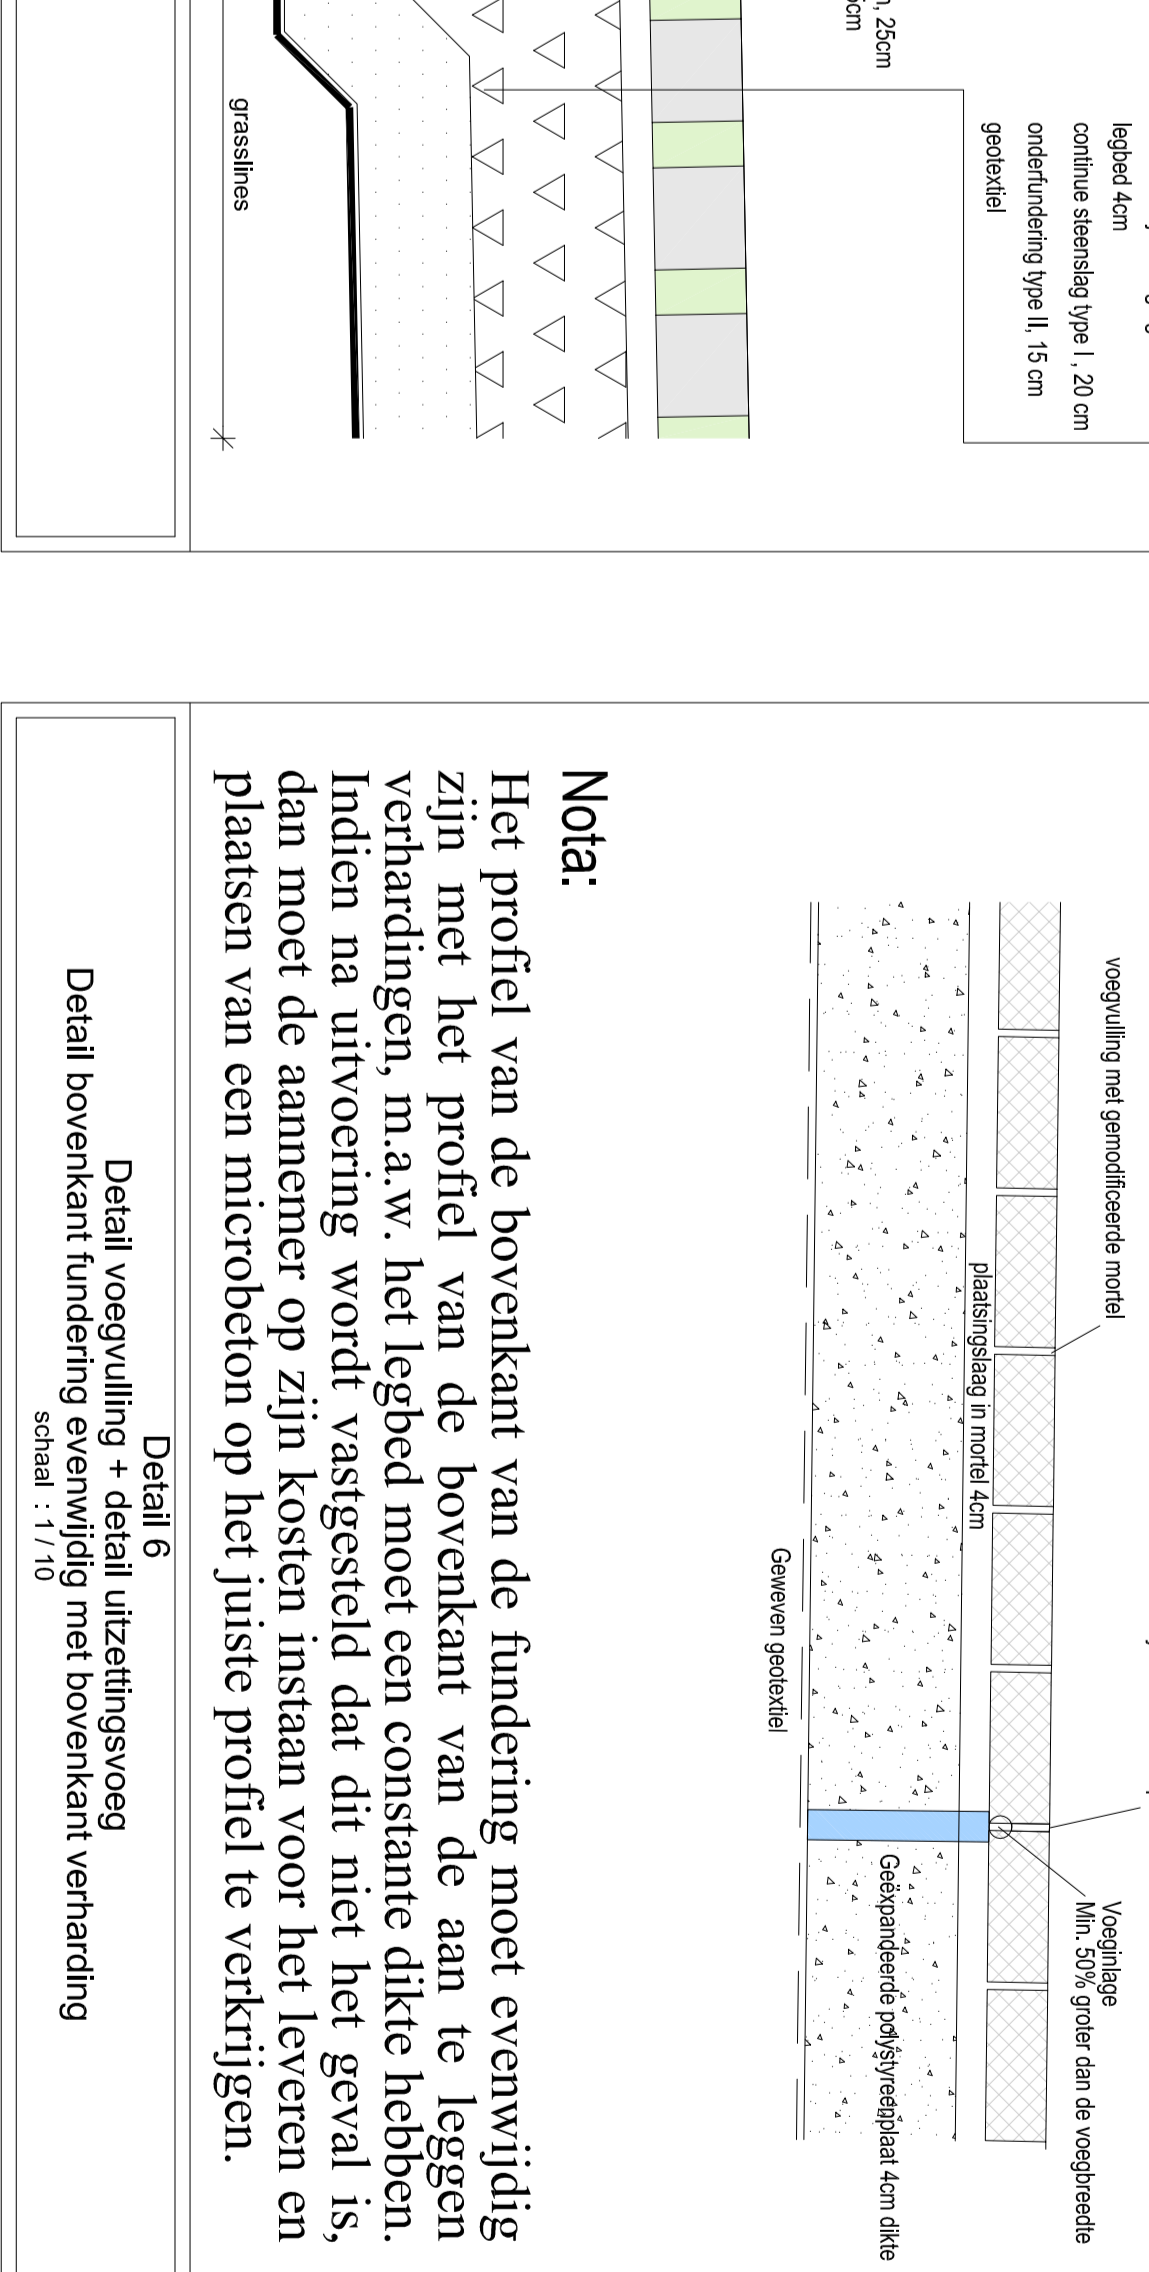 legbed 4cm
continue steenslag type I , 20 cm
onderfundering type II, 15 cm
geotextiel
25cm
grasslines
voegvulling met gemodificeerde mortel
Voeginlage
Min. 50% groter dan de voegbreedte
plaatsingslaag in mortel 4cm
Geëxpandeerde polystyreenplaat 4cm dikte
Geweven geotextiel
Nota:
Het profiel van de bovenkant van de fundering moet evenwijdig
zijn met het profiel van de bovenkant van de aan te leggen
verhardingen, m.a.w. het legbed moet een constante dikte hebben.
Indien na uitvoering wordt vastgesteld dat dit niet het geval is,
dan moet de aannemer op zijn kosten instaan voor het leveren en
plaatsen van een microbeton op het juiste profiel te verkrijgen.
Detail 6
Detail voegvulling + detail uitzettingsvoeg
Detail bovenkant fundering evenwijdig met bovenkant verharding
schaal : 1 / 10